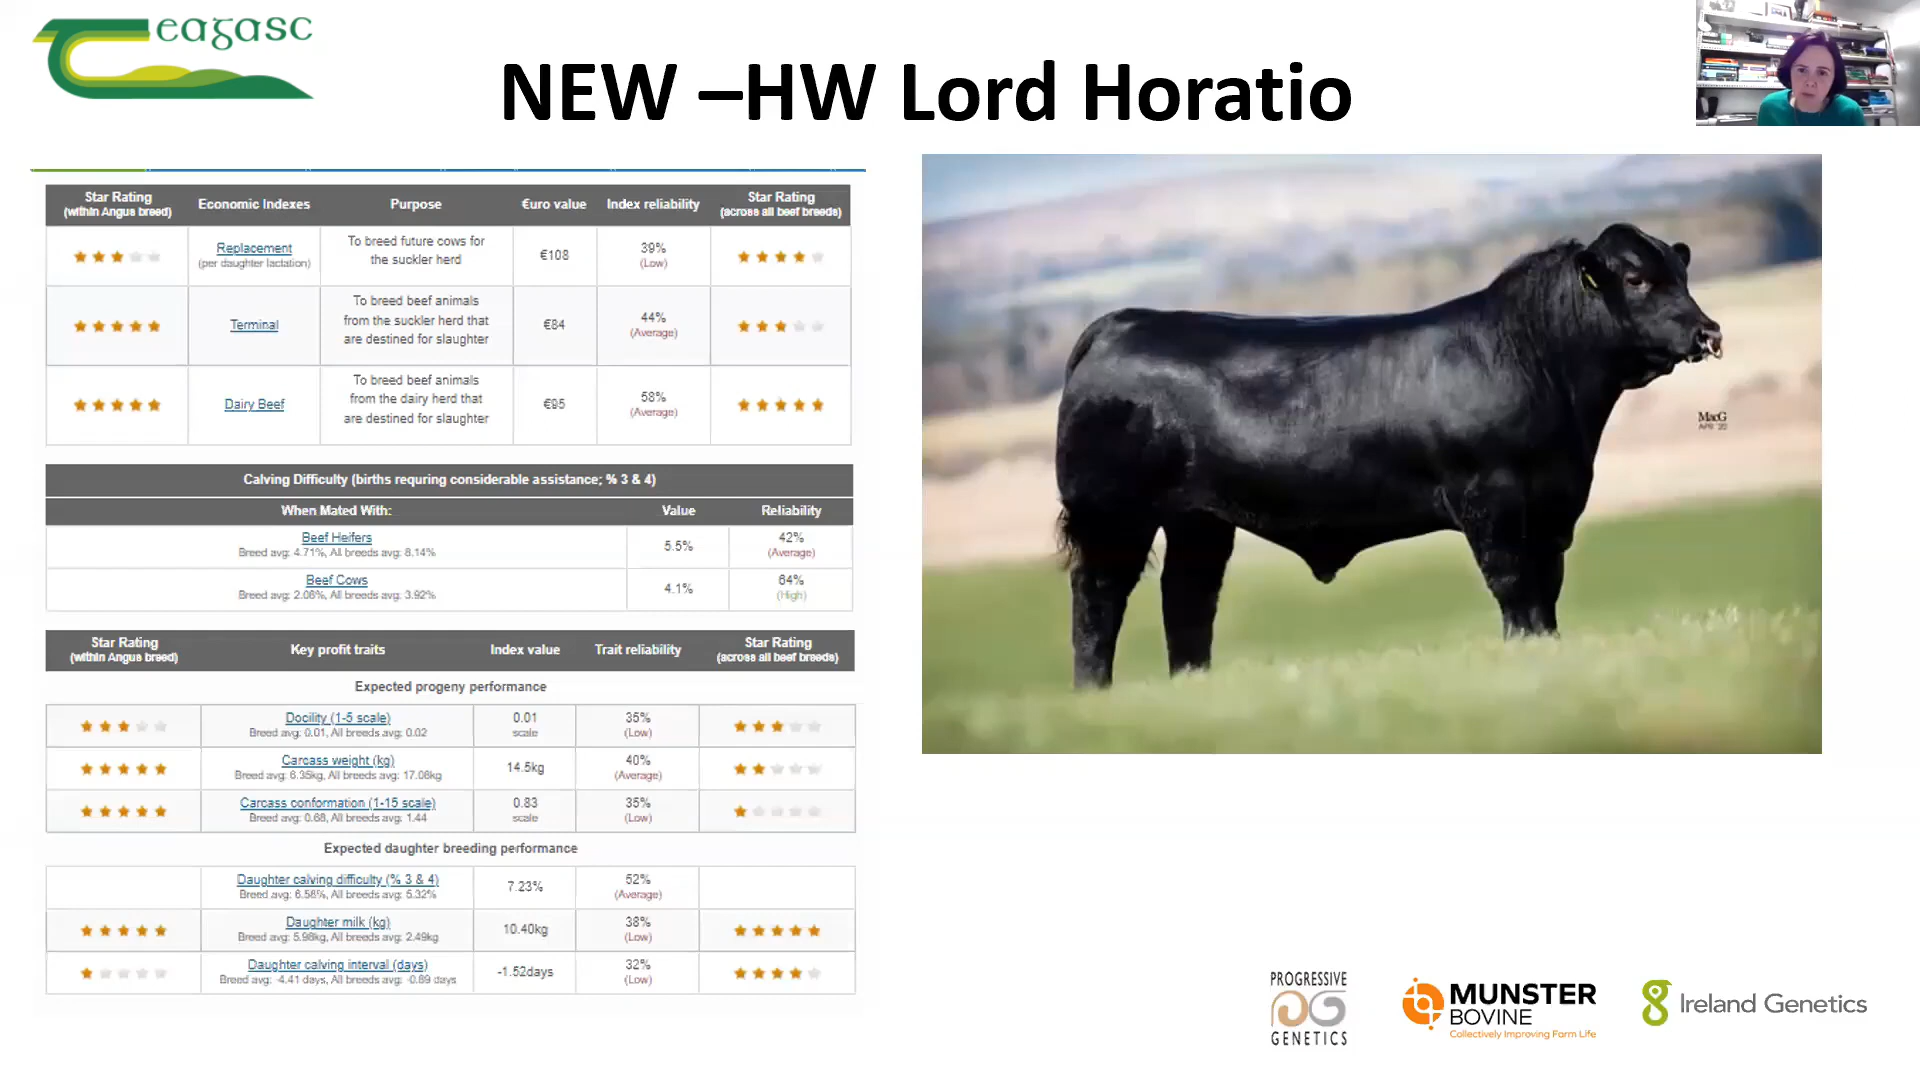 eagasc
NEW –HW Lord Horatio
Star Rating
(within Angus breed)
Economic Indexes
Purpose
€uro value
Index reliability
Star Rating
(across all beef breeds)
Replacement
(per daughter lactation)
To breed future cows for
the suckler herd
€108
39%
(Low)
Terminal
To breed beef animals
from the suckler herd that
are destined for slaughter
€84
44%
(Average)
Dairy Beef
To breed beef animals
from the dairy herd that
are destined for slaughter
€95
58%
(Average)
Calving Difficulty (births requring considerable assistance; % 3 & 4)
When Mated With:
Value
Reliability
Beef Heifers
Breed avg: 4.71%, All breeds avg: 8.14%
5.5%
42%
(Average)
Beef Cows
Breed avg: 2.06%, All breeds avg: 3.92%
4.1%
64%
(High)
Star Rating
(within Angus breed)
Key profit traits
Index value
Trait reliability
Star Rating
(across all beef breeds)
Expected progeny performance
Docility (1-5 scale)
Breed avg: 0.01, All breeds avg: 0.02
0.01
scale
35%
(Low)
Carcass weight (kg)
Breed avg: 6.35kg, All breeds avg: 17.06kg
14.5kg
40%
(Average)
Carcass conformation (1-15 scale)
Breed avg: 0.68, All breeds avg: 1.44
0.83
scale
35%
(Low)
Expected daughter breeding performance
Daughter calving difficulty (% 3 & 4)
Breed avg: 6.56%, All breeds avg: 5.32%
7.23%
52%
(Average)
Daughter milk (kg)
Breed avg: 5.98kg, All breeds avg: 2.49kg
10.40kg
38%
(Low)
Daughter calving interval (days)
Breed avg: -4.41 days, All breeds avg: -0.89 days
-1.52days
32%
(Low)
MacG
APR '22
PROGRESSIVE
GENETICS
MUNSTER
BOVINE
Collectively Improving Farm Life
Ireland Genetics